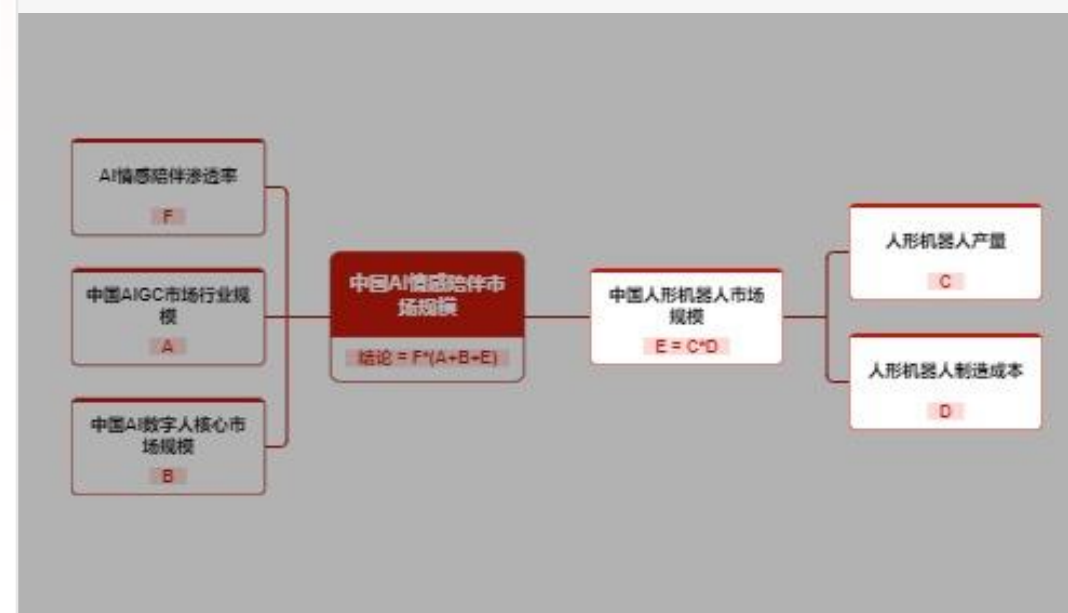 AI情感陪伴渗透率
F
中国AIGC市场行业规
模
A
中国AI数字人核心市
场规模
B
中国AI情感陪伴市
场规模
结论 = F*(A+B+E)
中国人形机器人市场
规模
E = C*D
人形机器人产量
C
人形机器人制造成本
D